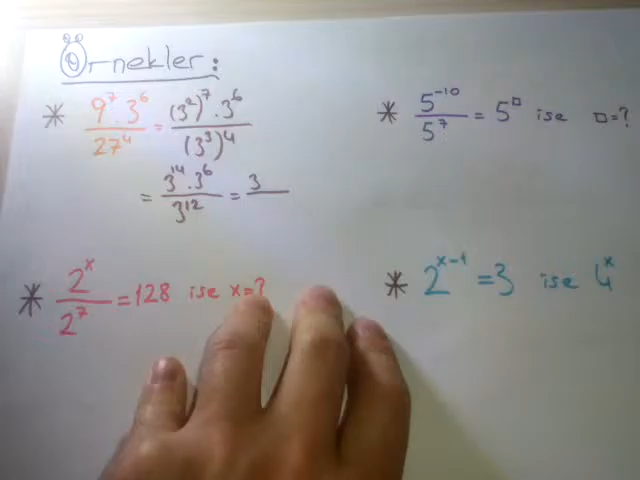 Örnekler:
* 9⁷.3⁶/27⁴ = (3²)⁷.3⁶/(3³)⁴
= 3¹⁴.3⁶/3¹² = 3/
* 5⁻¹⁰/5⁷ = 5^□ ise □=?
* 2ˣ/2⁷ = 128 ise x=?
* 2ˣ⁻¹ = 3 ise 4ˣ